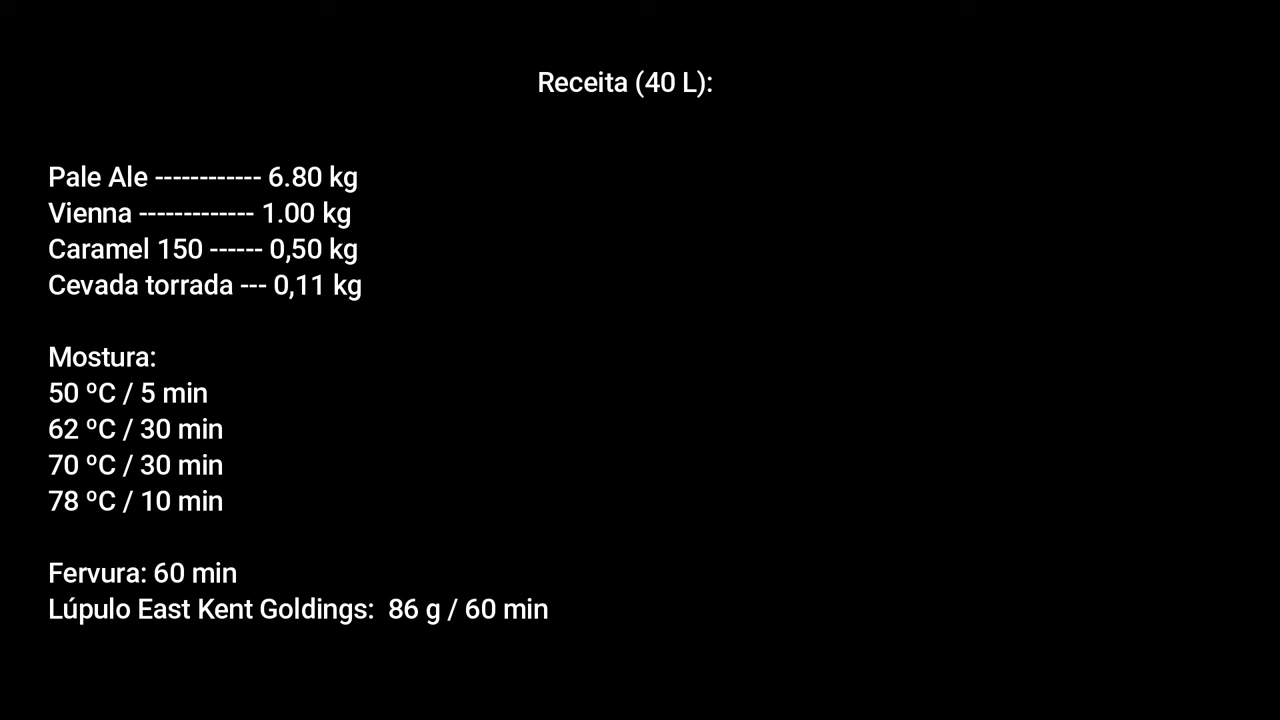 Receita (40 L):
Pale Ale ------------ 6.80 kg
Vienna ------------- 1.00 kg
Caramel 150 ------ 0,50 kg
Cevada torrada --- 0,11 kg
Mostura:
50 ºC / 5 min
62 ºC / 30 min
70 ºC / 30 min
78 ºC / 10 min
Fervura: 60 min
Lúpulo East Kent Goldings:  86 g / 60 min